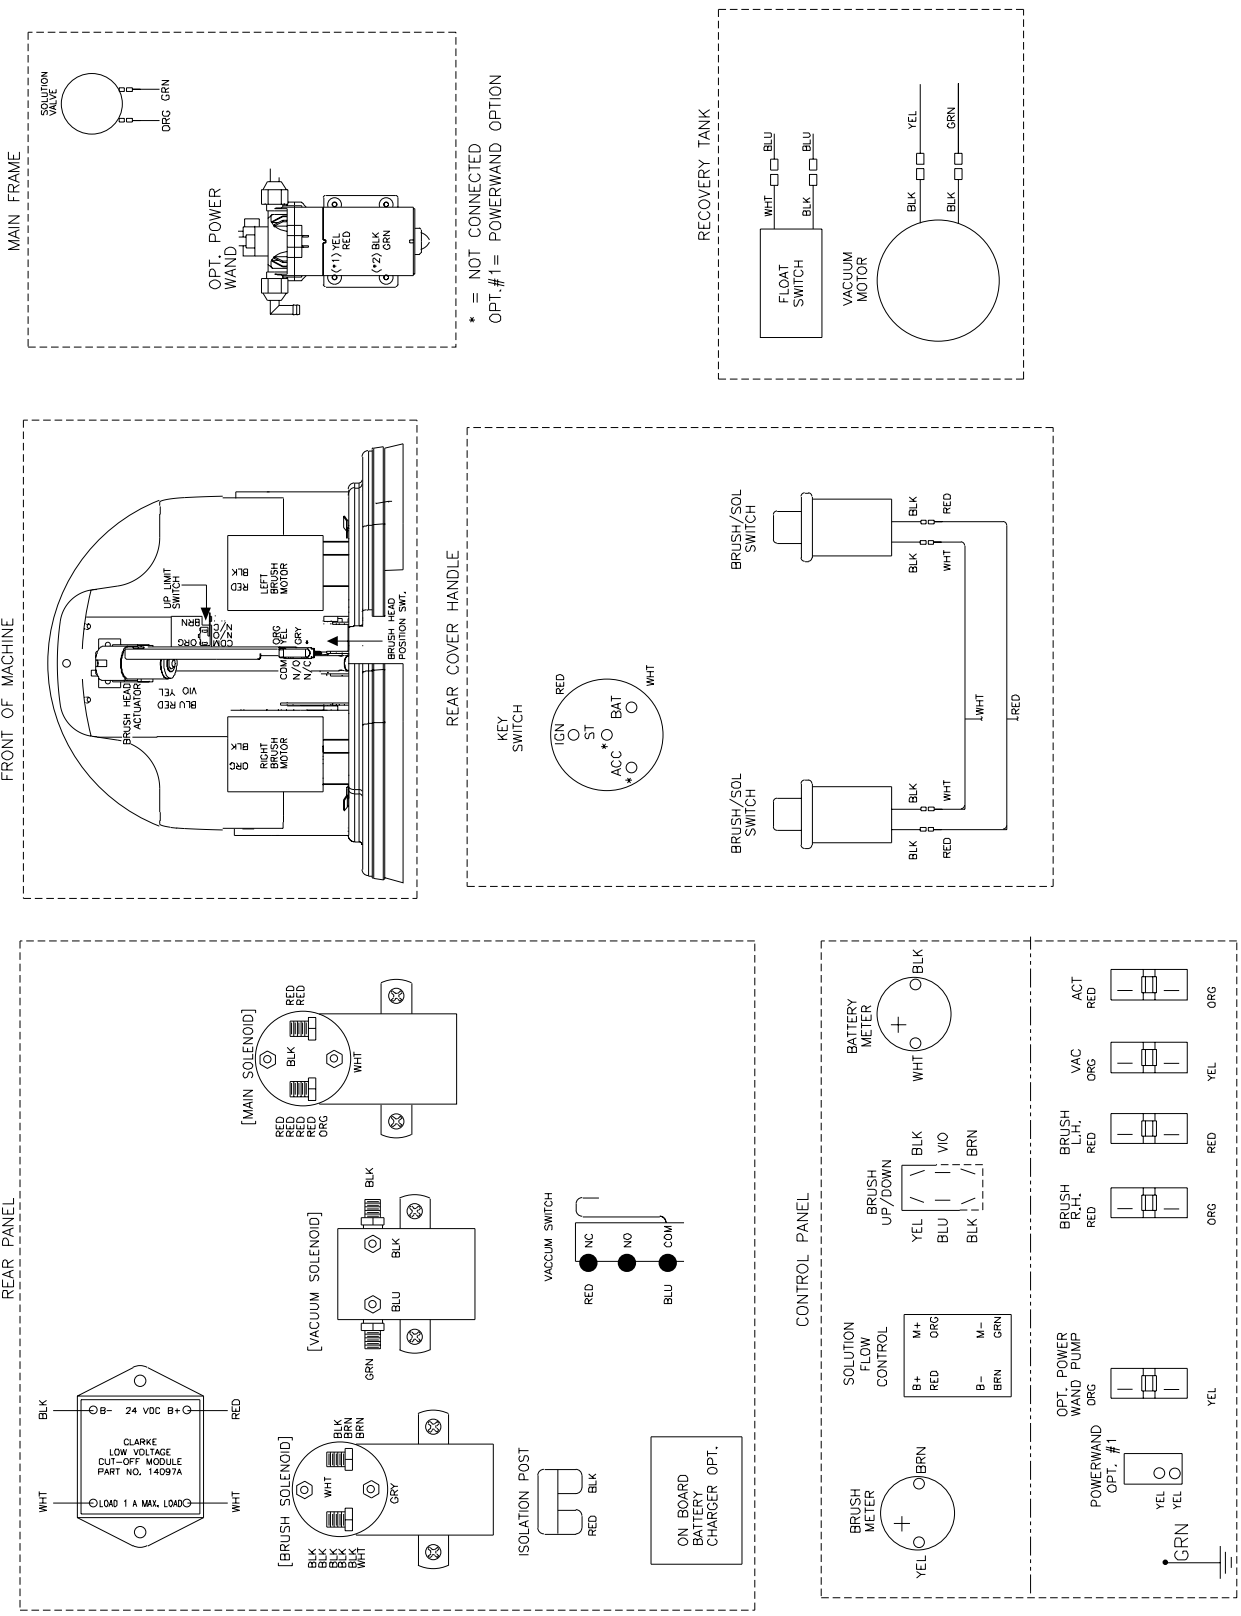 REAR PANEL
BLK
RED
WHT
WHT
B-  24 VDC B+
CLARKE
LOW VOLTAGE
CUT-OFF MODULE
PART NO. 14097A
LOAD 1 A MAX. LOAD
[BRUSH SOLENOID]
BLK
BRN
BRN
WHT
GRY
BLK
BLK
BLK
BLK
BLK
WHT
[VACUUM SOLENOID]
BLK
BLK
BLU
GRN
[MAIN SOLENOID]
RED
RED
BLK
WHT
RED
RED
RED
RED
ORG
ISOLATION POST
RED
BLK
VACCUM SWITCH
NC
NO
COM
RED
BLU
ON BOARD
BATTERY
CHARGER OPT.
FRONT OF MACHINE
BRUSH HEAD
ACTUATOR
VIO YEL
BLU RED
UP LIMIT
SWITCH
BRN
N/C
N/O
COM
ORG
RED
BLK
LEFT
BRUSH
MOTOR
ORG
BLK
RIGHT
BRUSH
MOTOR
COM ORG
N/O YEL
N/C GRY *
BRUSH HEAD
POSITION SWT.
MAIN FRAME
SOLUTION
VALVE
ORG GRN
OPT. POWER
WAND
(*1) YEL
RED
(*2) BLK
GRN
* = NOT CONNECTED
OPT.#1= POWERWAND OPTION
REAR COVER HANDLE
KEY
SWITCH
RED
WHT
IGN
ST
*
BAT
ACC
*
BRUSH/SOL
SWITCH
BLK
RED
BLK
WHT
BRUSH/SOL
SWITCH
BLK
WHT
BLK
RED
WHT
RED
RECOVERY TANK
FLOAT
SWITCH
WHT
BLU
BLK
BLU
VACUUM
MOTOR
BLK
YEL
BLK
GRN
CONTROL PANEL
BRUSH
METER
YEL
BRN
+
SOLUTION
FLOW
CONTROL
B+
RED
M+
ORG
B-
BRN
M-
GRN
BRUSH
UP/DOWN
YEL
BLK
BLU
VIO
BLK
BRN
BATTERY
METER
WHT
BLK
+
POWERWAND
OPT. #1
YEL
YEL
GRN
OPT. POWER
WAND PUMP
ORG
YEL
BRUSH
R.H.
RED
ORG
BRUSH
L.H.
RED
RED
VAC
ORG
YEL
ACT
RED
ORG